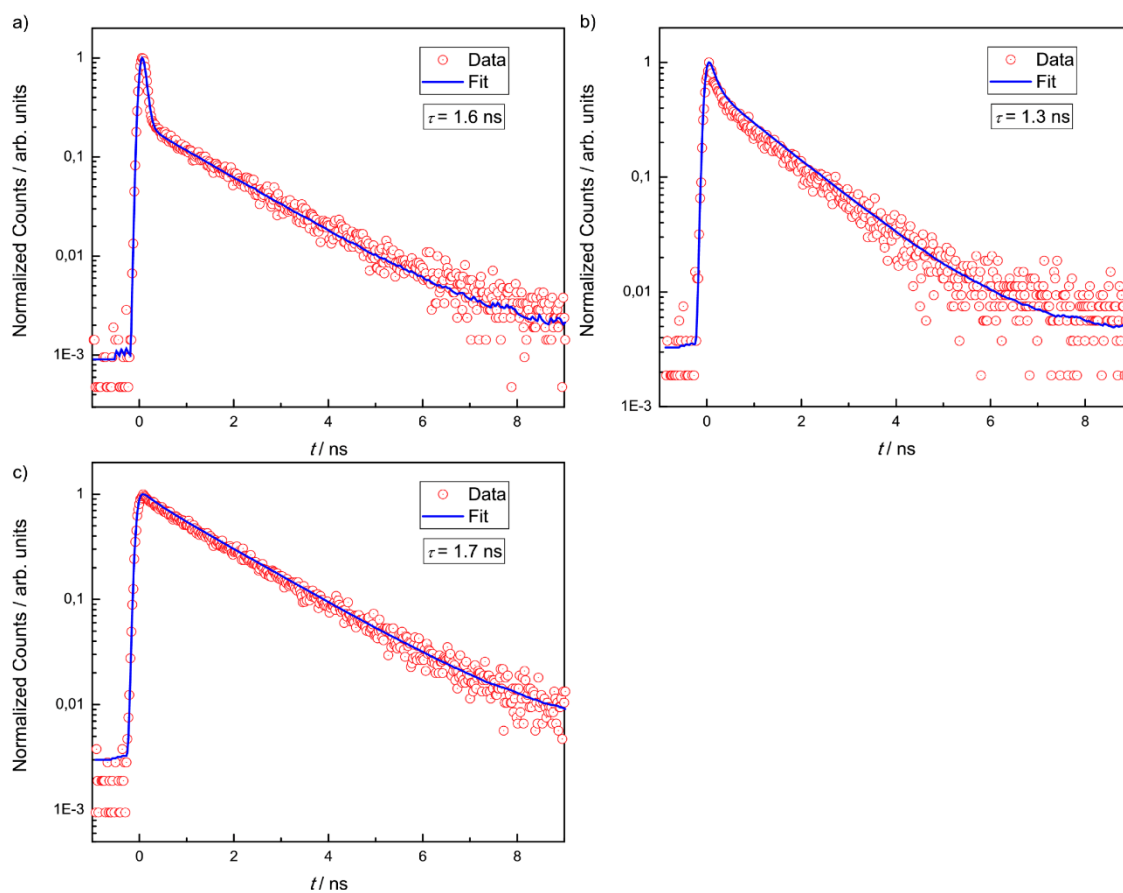 a)
Normalized Counts / arb. units
1
0,1
0,01
1E-3
Data
Fit
τ = 1.6 ns
0 2 4 6 8
t / ns
b)
Normalized Counts / arb. units
1
0,1
0,01
1E-3
Data
Fit
τ = 1.3 ns
0 2 4 6 8
t / ns
c)
Normalized Counts / arb. units
1
0,1
0,01
1E-3
Data
Fit
τ = 1.7 ns
0 2 4 6 8
t / ns